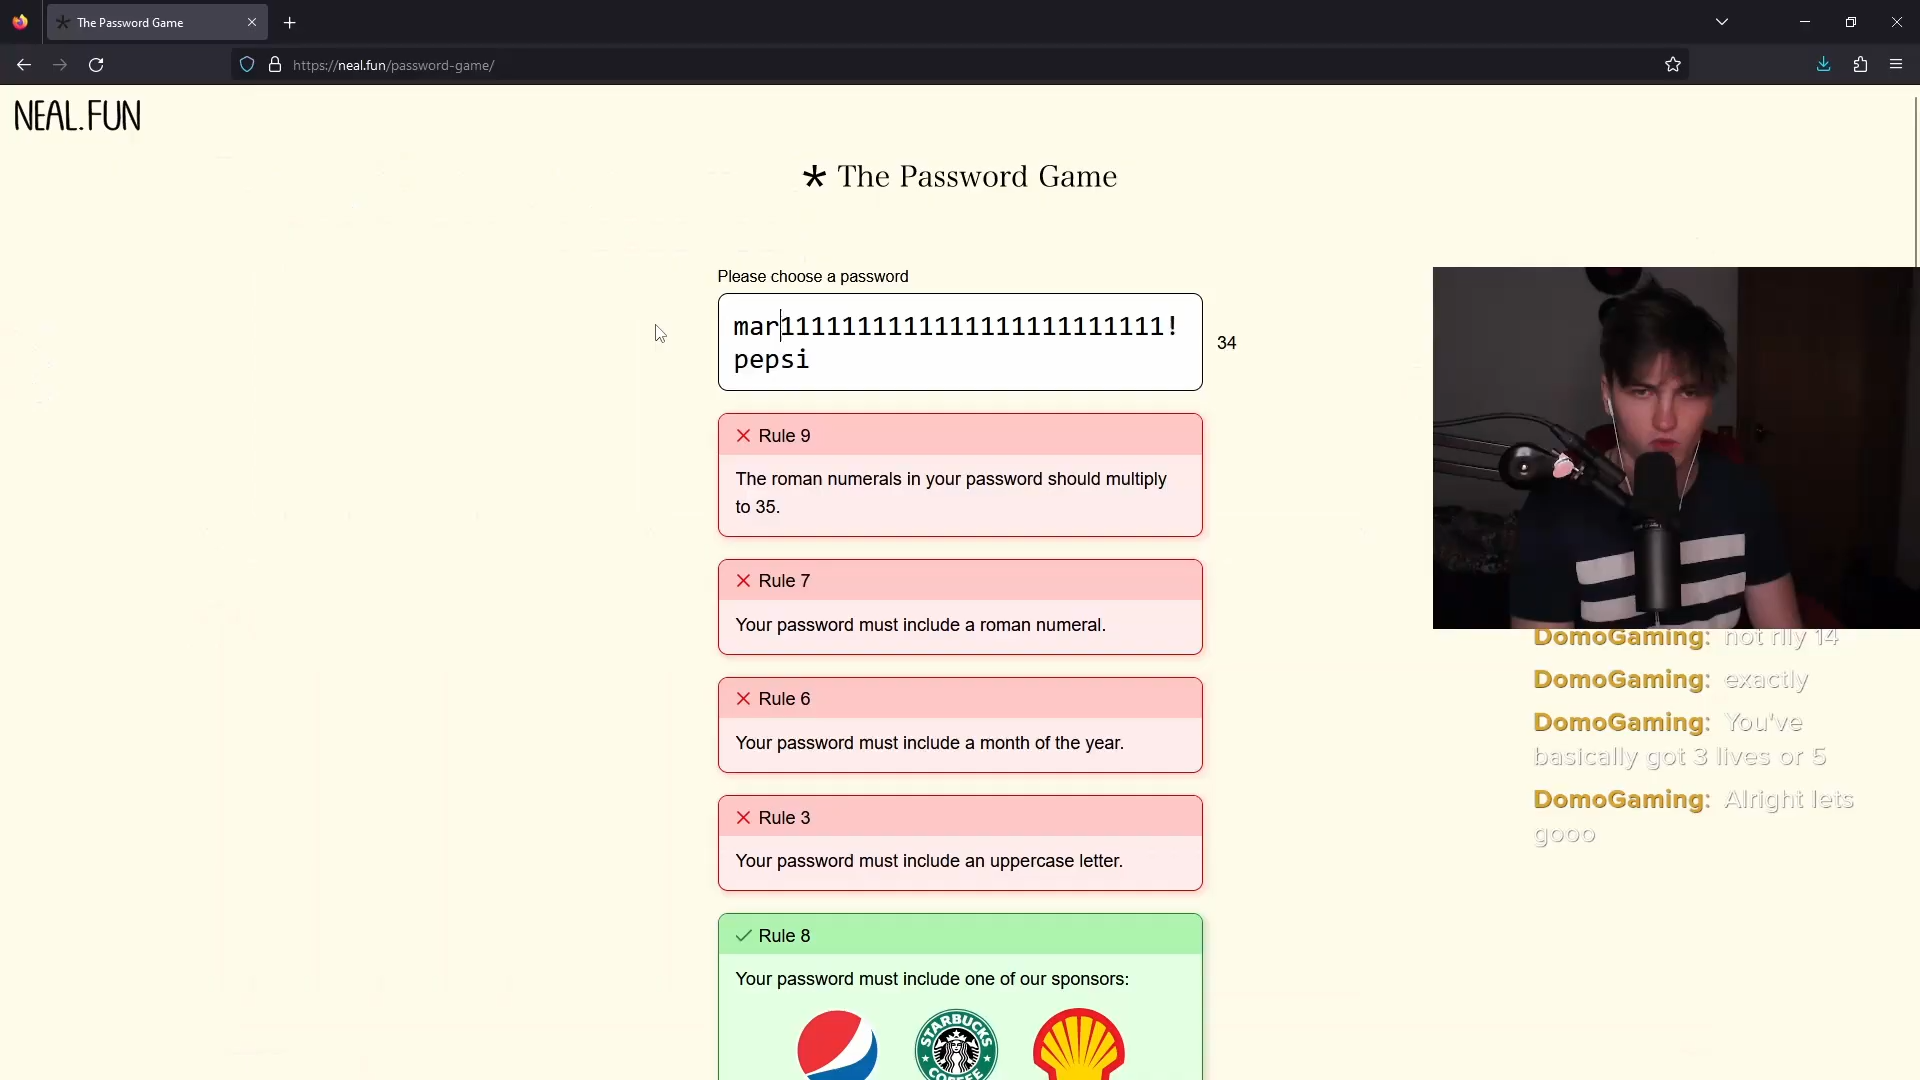 The Password Game
https://neal.fun/password-game/
NEAL.FUN
* The Password Game
Please choose a password
mar1111111111111111111111111!
pepsi
34
Rule 9
The roman numerals in your password should multiply
to 35.
Rule 7
Your password must include a roman numeral.
Rule 6
Your password must include a month of the year.
Rule 3
Your password must include an uppercase letter.
Rule 8
Your password must include one of our sponsors:
STARBUCKS
COFFEE
DomoGaming: not rlly 14
DomoGaming: exactly
DomoGaming: You've
basically got 3 lives or 5
DomoGaming: Alright lets
gooo